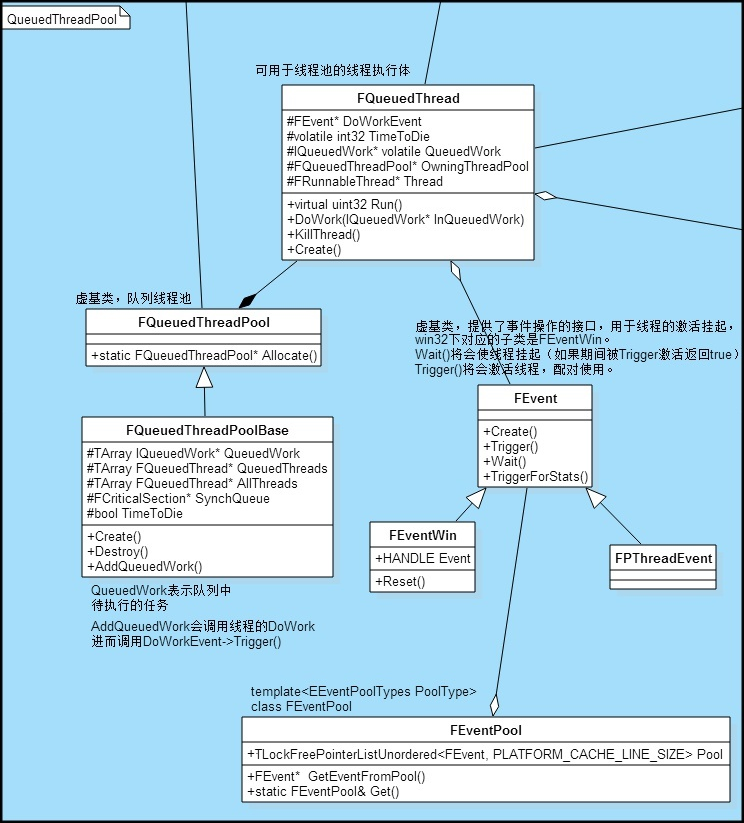 QueuedThreadPool
可用于线程池的线程执行体
FQueuedThread
#FEvent* DoWorkEvent
#volatile int32 TimeToDie
#IQueuedWork* volatile QueuedWork
#FQueuedThreadPool* OwningThreadPool
#FRunnableThread* Thread
+virtual uint32 Run()
+DoWork(IQueuedWork* InQueuedWork)
+KillThread()
+Create()
虚基类，队列线程池
FQueuedThreadPool
+static FQueuedThreadPool* Allocate()
虚基类，提供了事件操作的接口，用于线程的激活挂起，
win32下对应的子类是FEventWin。
Wait()将会使线程挂起（如果期间被Trigger激活返回true）
Trigger()将会激活线程，配对使用。
FEvent
+Create()
+Trigger()
+Wait()
+TriggerForStats()
FQueuedThreadPoolBase
#TArray IQueuedWork* QueuedWork
#TArray FQueuedThread* QueuedThreads
#TArray FQueuedThread* AllThreads
#FCriticalSection* SynchQueue
#bool TimeToDie
+Create()
+Destroy()
+AddQueuedWork()
QueuedWork表示队列中
待执行的任务
AddQueuedWork会调用线程的DoWork
进而调用DoWorkEvent->Trigger()
FEventWin
+HANDLE Event
+Reset()
FPThreadEvent
template<EEventPoolTypes PoolType>
class FEventPool
FEventPool
+TLockFreePointerListUnordered<FEvent, PLATFORM_CACHE_LINE_SIZE> Pool
+FEvent*  GetEventFromPool()
+static FEventPool& Get()